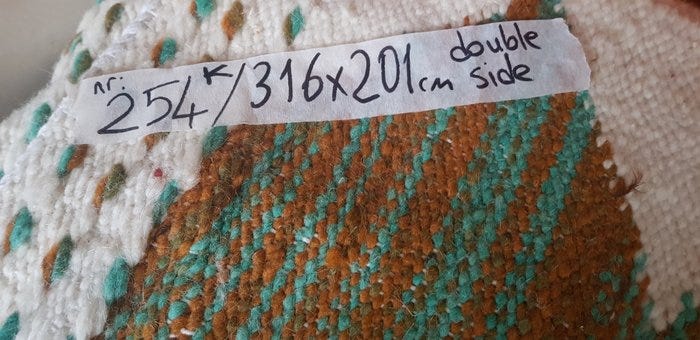 nr. 254K/316x201cm double side